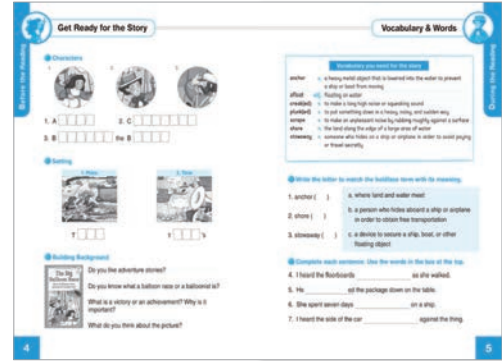 Get Ready for the Story
Before the Reading
Characters
1. A
2. C
3. B the B
Setting
1. Place
2. Time
T
1 's
Building Background
The Big
Balloon Race
Do you like adventure stories?
Do you know what a balloon race or a balloonist is?
What is a victory or an achievement? Why is it
important?
What do you think about the picture?
4
Vocabulary & Words
During the Reading
Vocabulary you need for the story
anchor n. a heavy metal object that is lowered into the water to prevent
a ship or boat from moving
afloat adj. floating on water
creak(ed) v. to make a long high noise or squeaking sound
plunk(ed) v. to put something down in a heavy, noisy, and sudden way
scrape v. to make an unpleasant noise by rubbing roughly against a surface
shore n. the land along the edge of a large area of water
stowaway n. someone who hides on a ship or airplane in order to avoid paying
or travel secretly
Write the letter to match the boldface term with its meaning.
1. anchor ( )
2. shore ( )
3. stowaway ( )
a. where land and water meet
b. a person who hides aboard a ship or airplane
in order to obtain free transportation
c. a device to secure a ship, boat, or other
floating object
Complete each sentence. Use the words in the box at the top.
4. I heard the floorboards as she walked.
5. He ed the package down on the table.
6. She spent seven days on a ship.
7. I heard the side of the car against the thing.
5